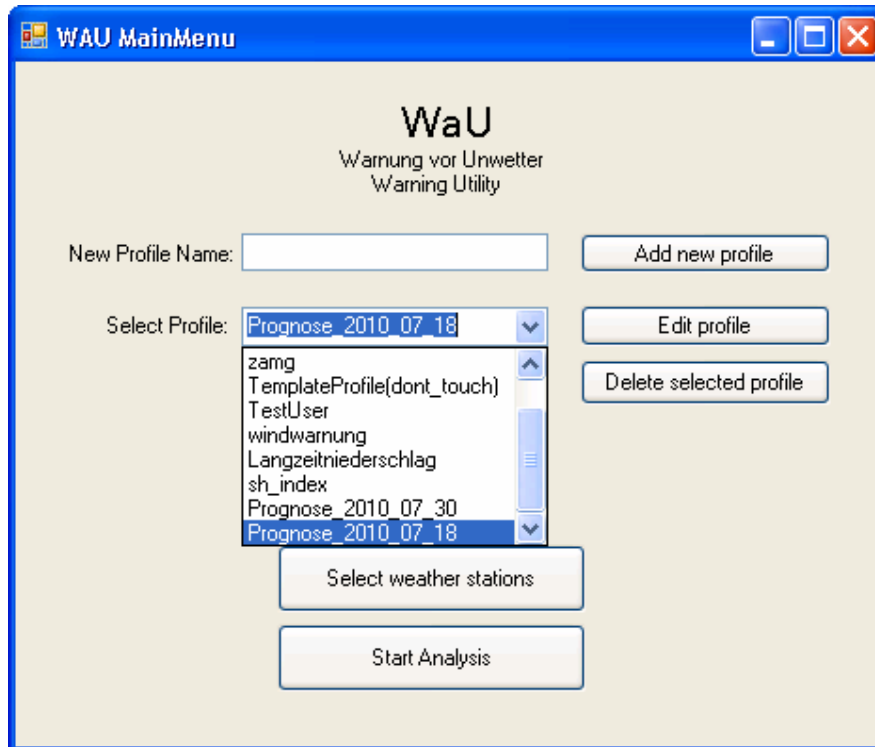 WAU MainMenu
WaU
Warnung vor Unwetter
Warning Utility
New Profile Name:
Add new profile
Select Profile:
Prognose_2010_07_18
Edit profile
zamg
TemplateProfile(dont_touch)
TestUser
windwarnung
Langzeitniederschlag
sh_index
Prognose_2010_07_30
Prognose_2010_07_18
Delete selected profile
Select weather stations
Start Analysis